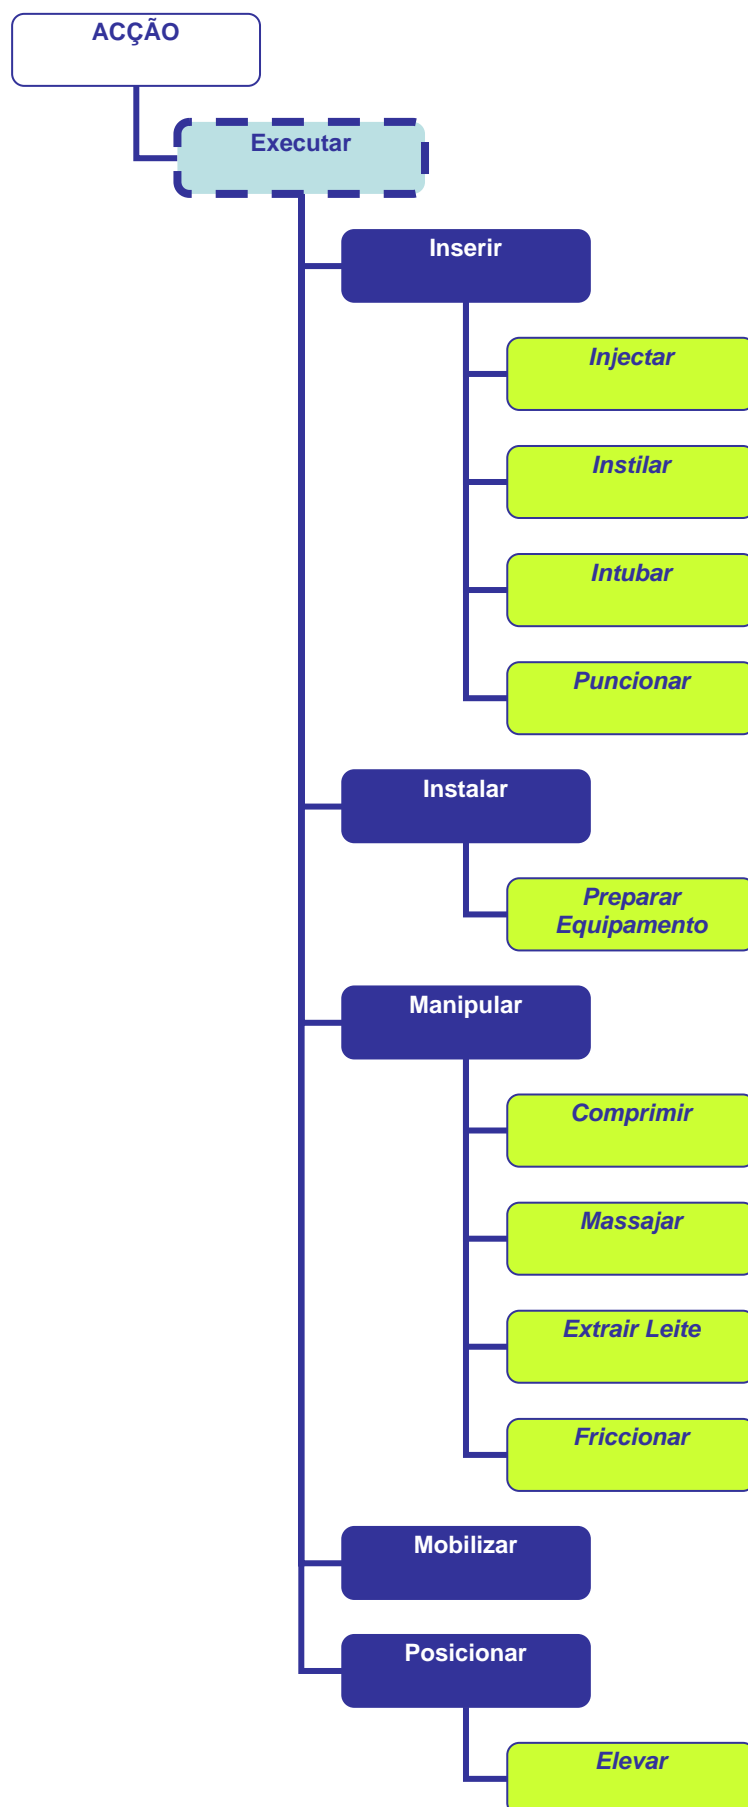 ACÇÃO
Executar
Inserir
Injectar
Instilar
Intubar
Puncionar
Instalar
Preparar
Equipamento
Manipular
Comprimir
Massajar
Extrair Leite
Friccionar
Mobilizar
Posicionar
Elevar